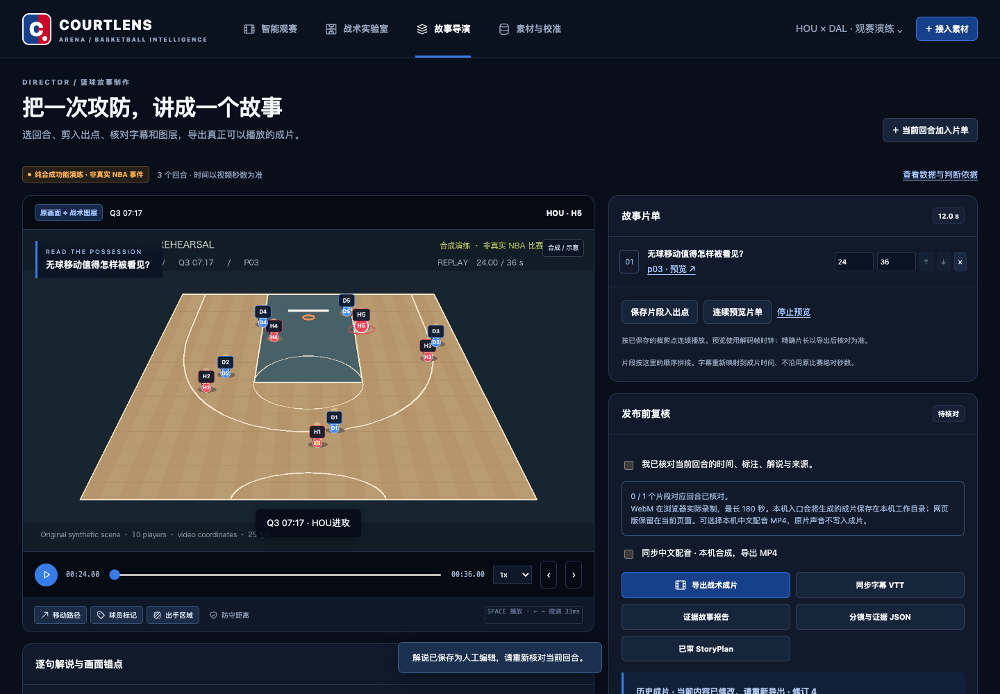 C.
COURTLENS
ARENA / BASKETBALL INTELLIGENCE
智能观赛
战术实验室
故事导演
素材与校准
HOU × DAL · 观赛演练
+ 接入素材
DIRECTOR / 篮球故事制作
把一次攻防，讲成一个故事
选回合、剪入出点、核对字幕和图层，导出真正可以播放的成片。
+ 当前回合加入片单
纯合成功能演练 · 非真实 NBA 事件
3 个回合 · 时间以视频秒数为准
查看数据与判断依据
原画面 + 战术图层
Q3 07:17
HOU · H5
READ THE POSSESSION
无球移动值得怎样被看见?
REHEARSAL
/ Q3 07:17 / P03
合成演练 · 非真实 NBA 比赛
合成 / 示意
REPLAY 24.00 / 36 s
D5
D5
D4
D4
H4
H4
H5
H5
D3
D3
H3
H3
D2
D2
H2
H2
D1
D1
H1
Q3 07:17 · HOU进攻
Original synthetic scene · 10 players · video coordinates · 25
00:24.00
00:36.00
1×
‹
›
移动路径
球员标记
出手区域
防守距离
SPACE 播放 · ← → 微调 33ms
逐句解说与画面锚点
解说已保存为人工编辑，请重新核对当前回合。
故事片单
12.0 s
01
无球移动值得怎样被看见?
p03 · 预览 ↗
24
36
↑
↓
×
保存片段入出点
连续预览片单
停止预览
按已保存的裁剪点连续播放。预览使用解码帧时钟；精确片长以导出后核对为准。
片段按这里的顺序拼接。字幕重新映射到成片时间，不沿用原比赛绝对秒数。
发布前复核
待核对
我已核对当前回合的时间、标注、解说与来源。
0 / 1 个片段对应回合已核对。
WebM 在浏览器实际录制，最长 180 秒。本机入口会将生成的成片保存在本机工作目录；网页
版保留在当前页面。可选择本机中文配音 MP4，原片声音不写入成片。
同步中文配音 · 本机合成，导出 MP4
导出战术成片
同步字幕 VTT
证据故事报告
分镜与证据 JSON
已审 StoryPlan
历史成片 · 当前内容已修改，请重新导出 · 修订 4